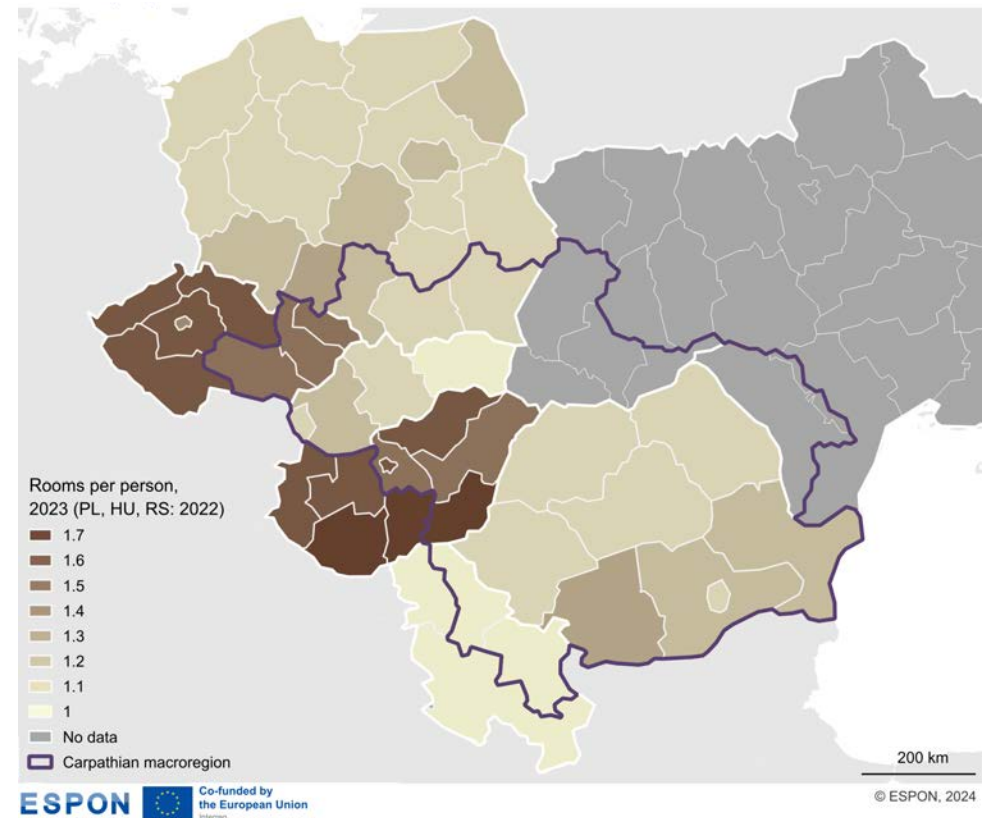 Rooms per person,
2023 (PL, HU, RS: 2022)
1.7
1.6
1.5
1.4
1.3
1.2
1.1
1
No data
Carpathian macroregion
200 km
ESPON
Co-funded by
the European Union
Interreg
© ESPON, 2024